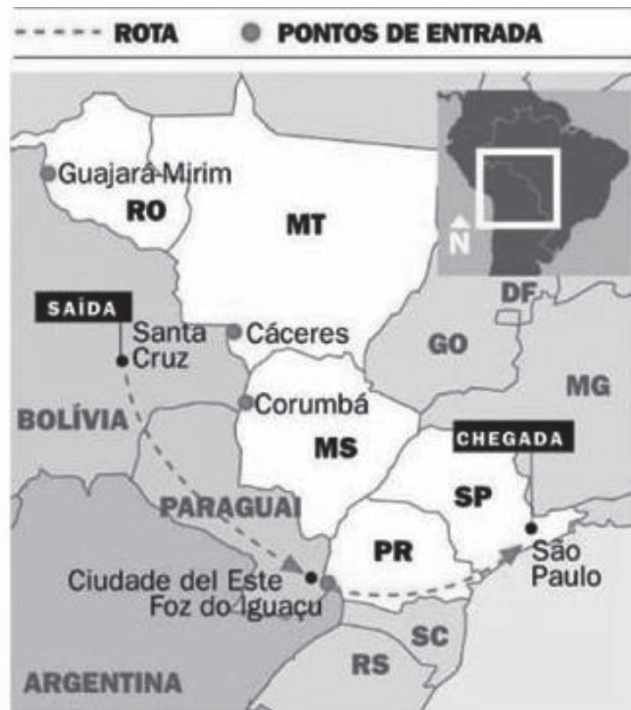 ROTA
PONTOS DE ENTRADA
Guajará-Mirim
RO
MT
N
SAÍDA
Santa
Cruz
Cáceres
DF
GO
MG
BOLÍVIA
Corumbá
MS
CHEGADA
PARAGUAI
SP
PR
São
Paulo
Ciudade del Este
Foz do Iguaçu
SC
RS
ARGENTINA